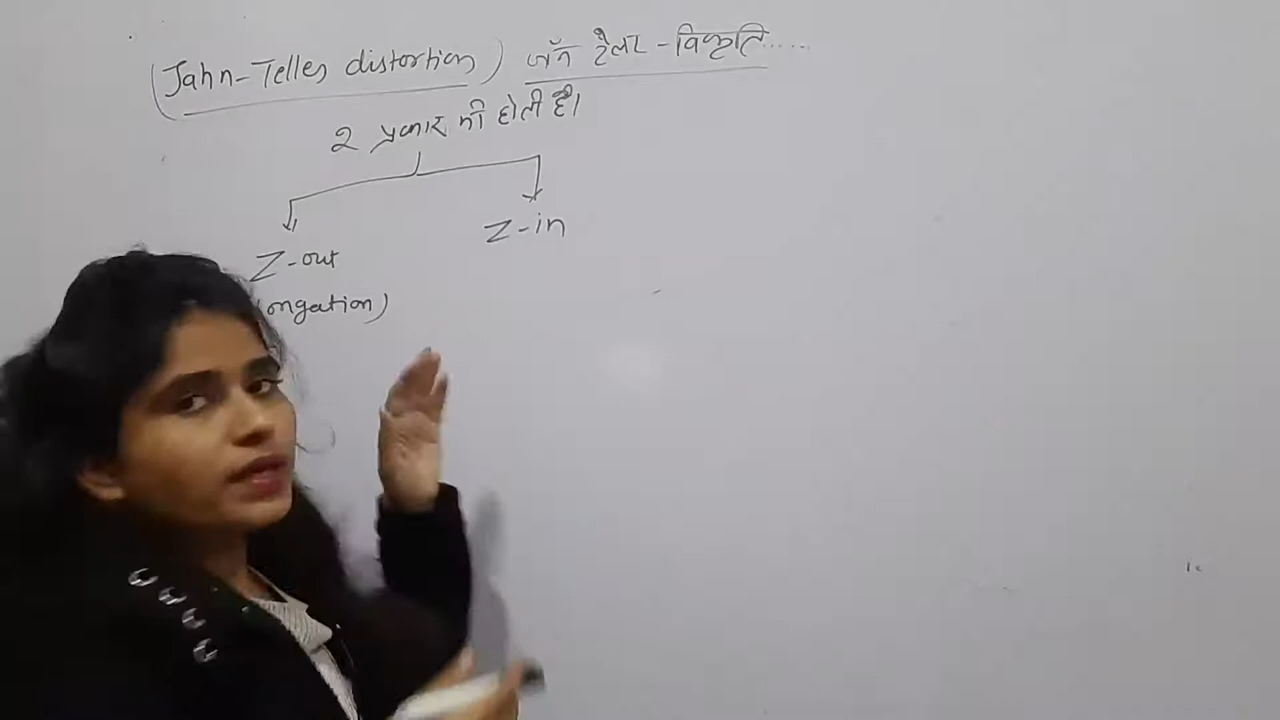 (Jahn-Teller distortion) जॉन टेलर - विकृति......
2 प्रकार की होती है।
Z-out
Z-in
ongation)